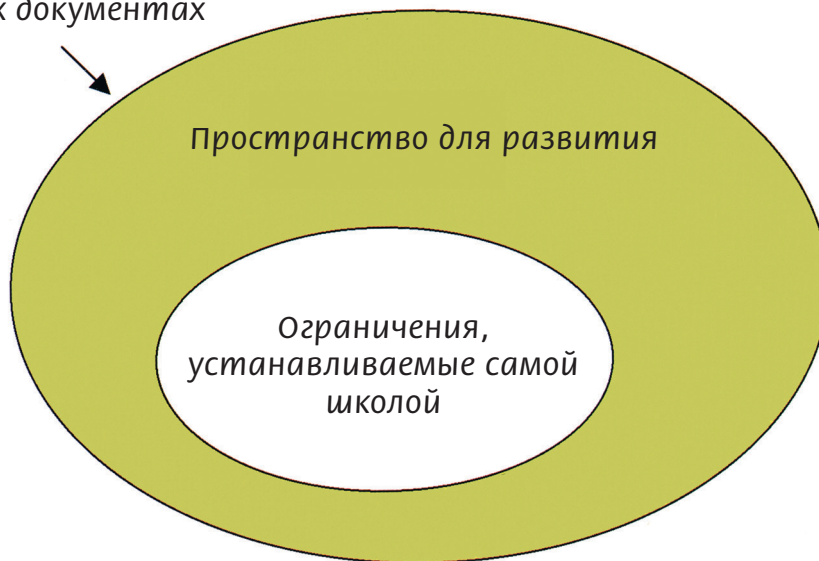 документах
Пространство для развития
Ограничения,
устанавливаемые самой
школой